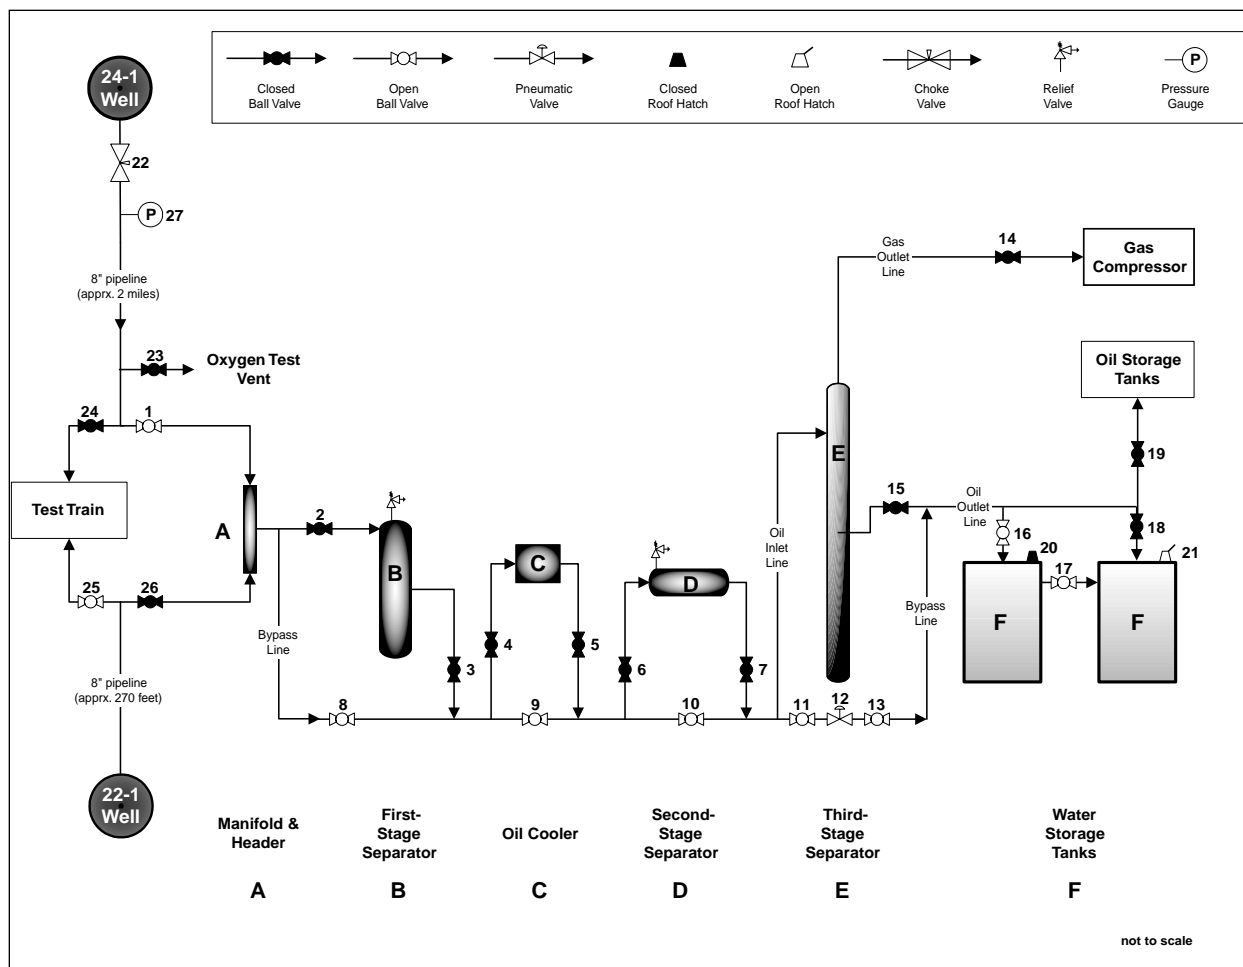 24-1
Well
Closed
Ball Valve
Open
Ball Valve
Pneumatic
Valve
Closed
Roof Hatch
Open
Roof Hatch
Choke
Valve
Relief
Valve
P
Pressure
Gauge
22
P
27
8" pipeline
(apprx. 2 miles)
23
Oxygen Test
Vent
24
1
Test Train
25
26
A
2
B
Bypass
Line
8" pipeline
(apprx. 270 feet)
22-1
Well
3
4
C
5
6
D
7
8
9
10
11
12
13
Oil
Inlet
Line
E
Gas
Outlet
Line
14
Gas
Compressor
15
Oil
Outlet
Line
Bypass
Line
Oil Storage
Tanks
19
18
16
20
17
21
F
F
Manifold &
Header
A
First-
Stage
Separator
B
Oil Cooler
C
Second-
Stage
Separator
D
Third-
Stage
Separator
E
Water
Storage
Tanks
F
not to scale